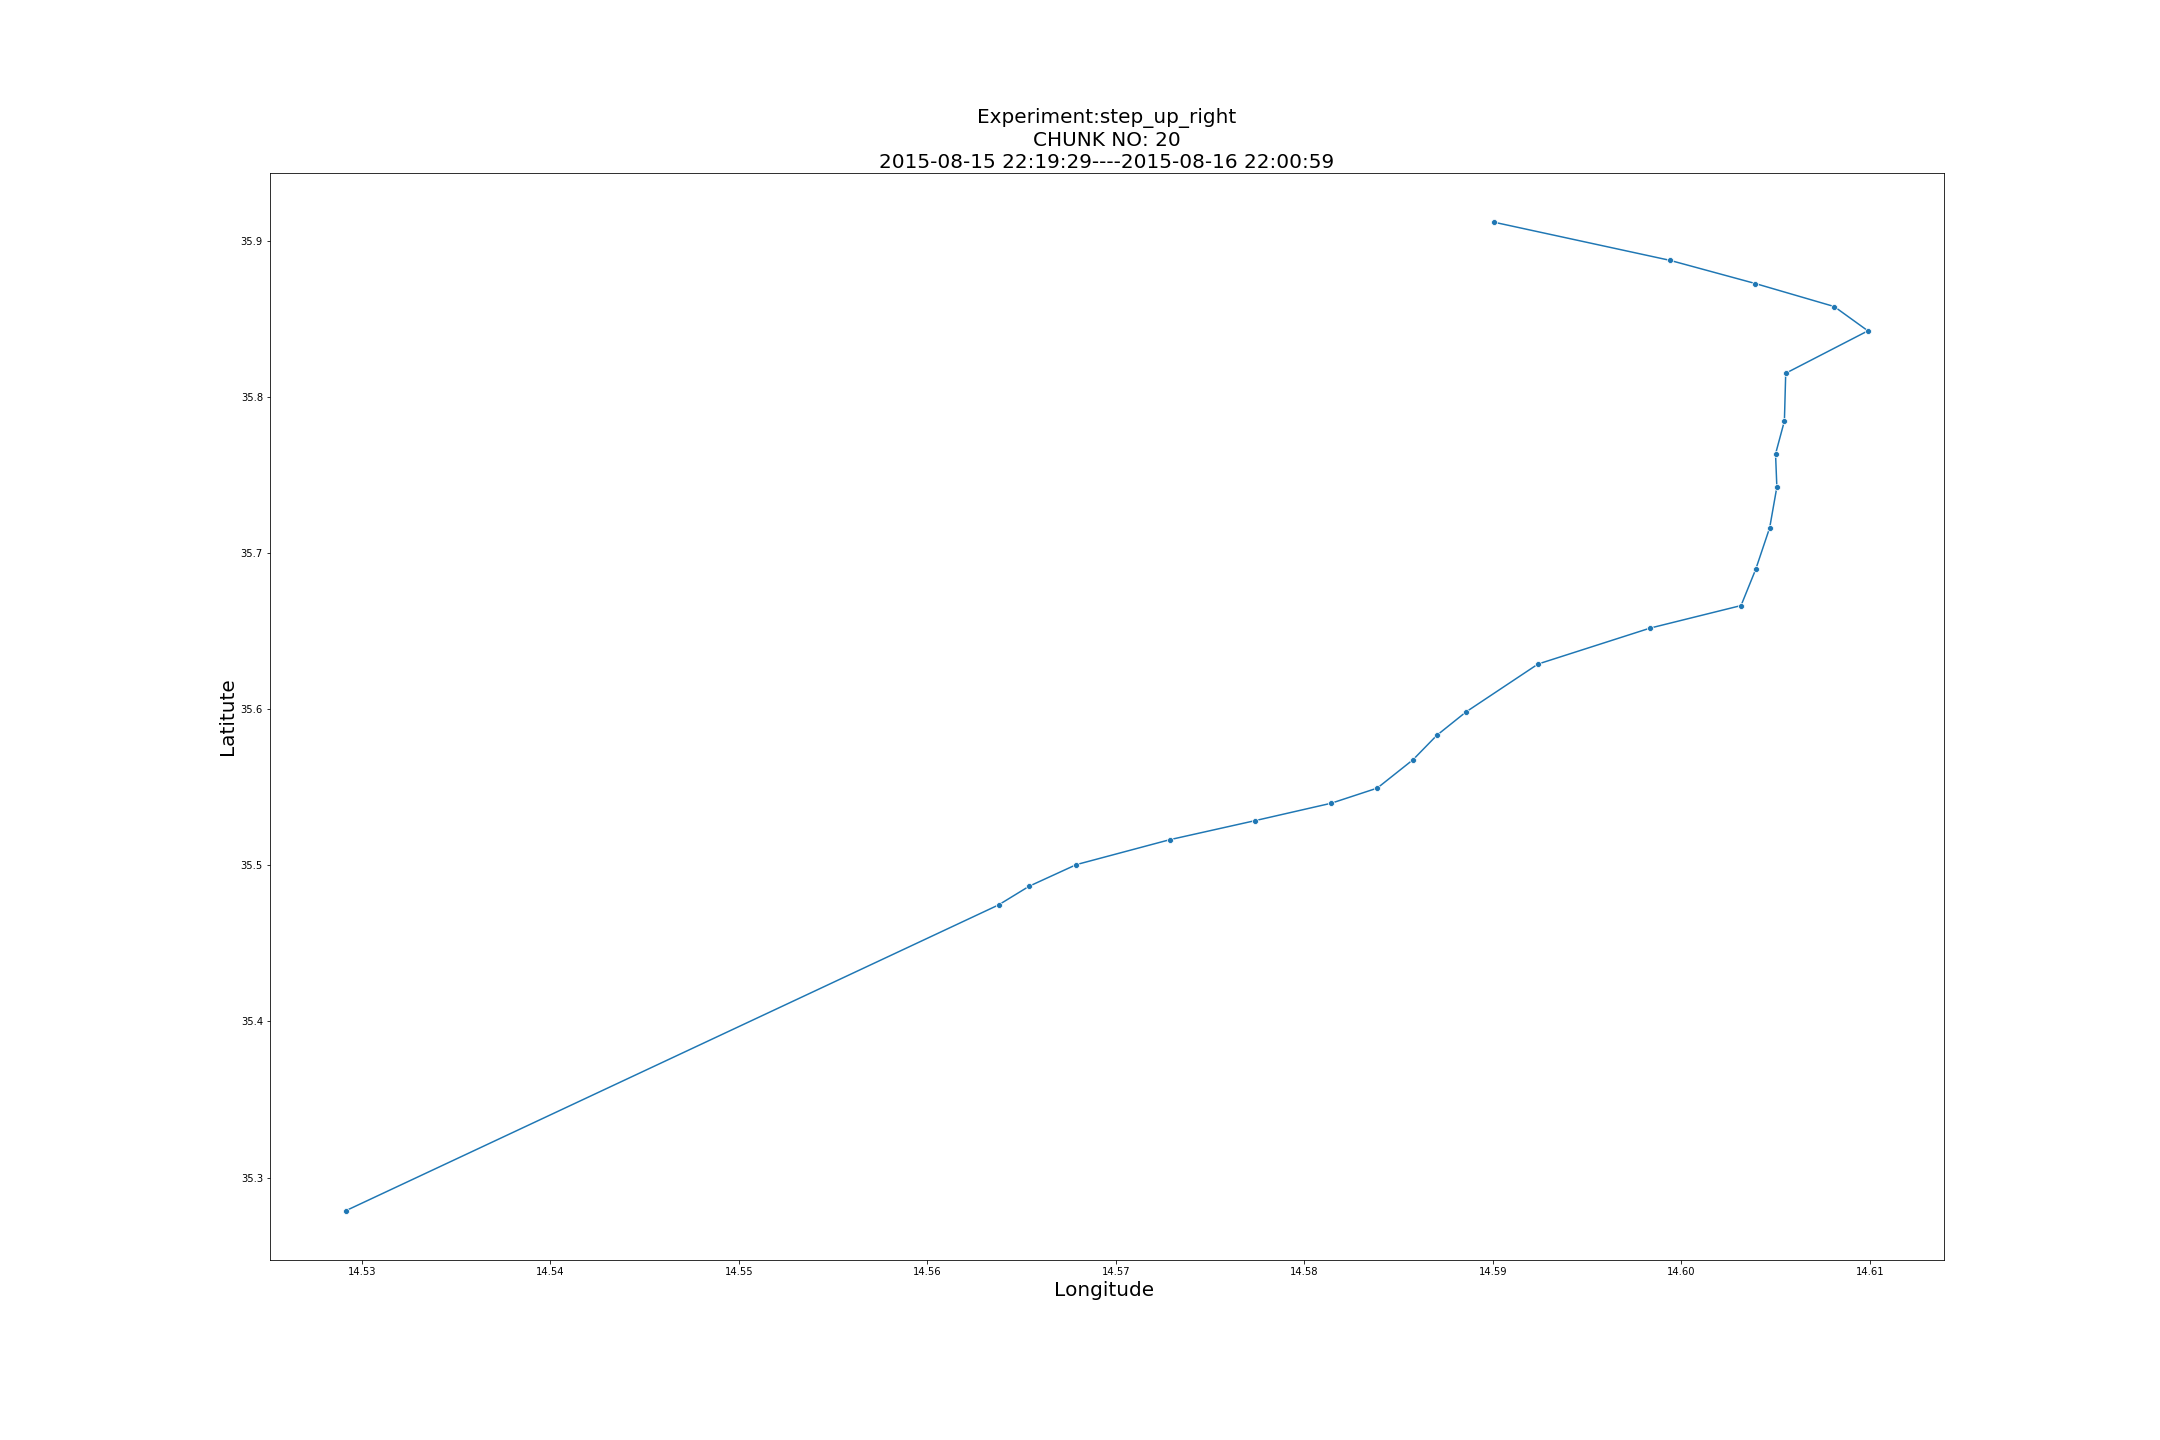 Experiment:step_up_right
CHUNK NO: 20
2015-08-15 22:19:29----2015-08-16 22:00:59
35.9
35.8
35.7
35.6
35.5
35.4
35.3
Latitute
14.53 14.54 14.55 14.56 14.57 14.58 14.59 14.60 14.61
Longitude